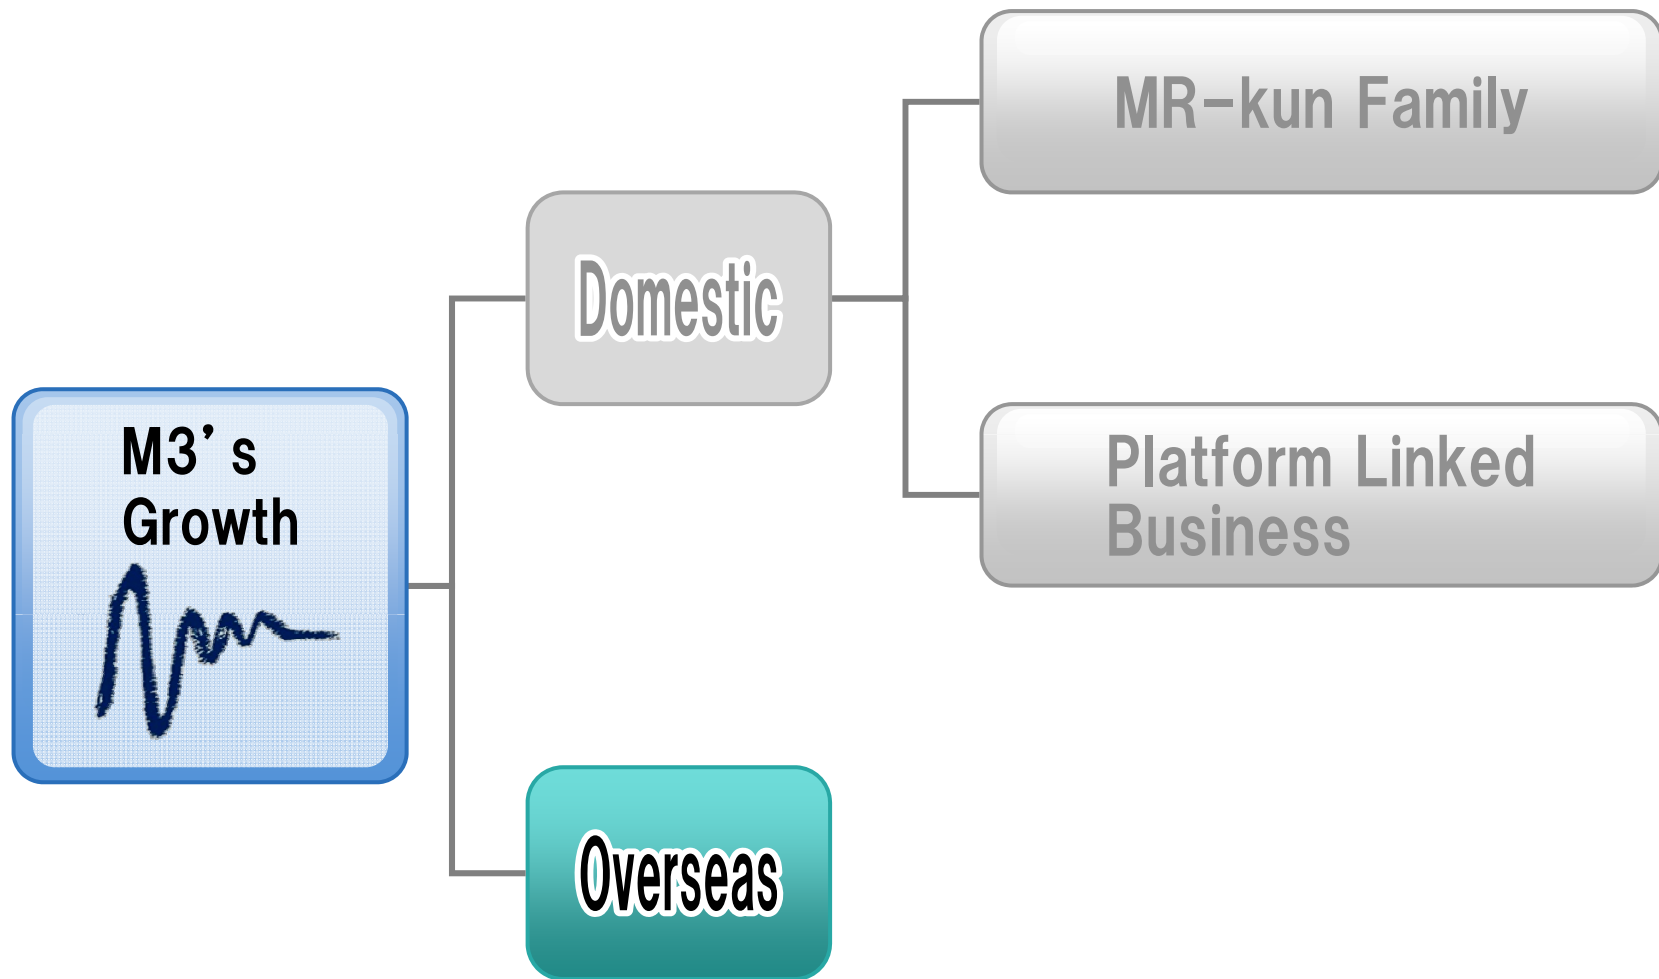 MR-kun Family
Domestic
M3's
Growth
Platform Linked
Business
Overseas